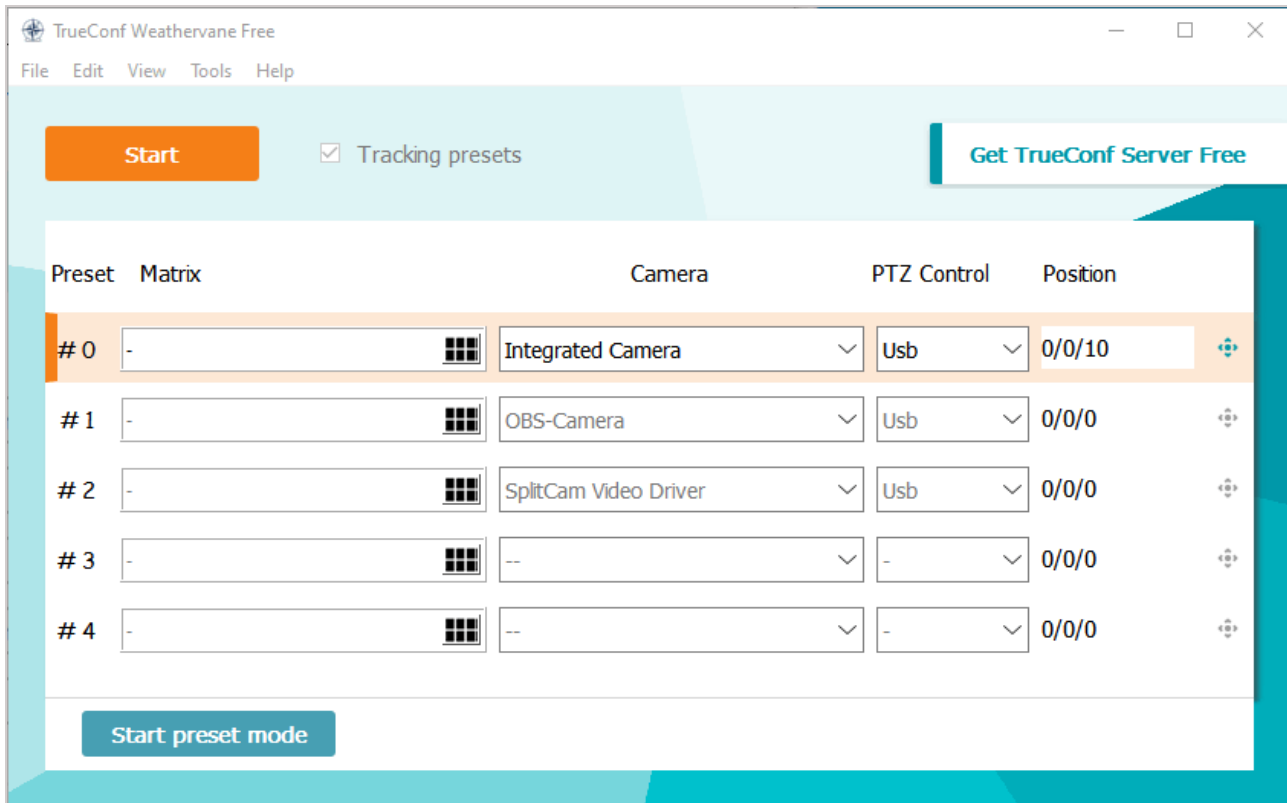 TrueConf Weathervane Free
File Edit View Tools Help
Start Tracking presets Get TrueConf Server Free
Preset Matrix Camera PTZ Control Position
# 0 - Integrated Camera Usb 0/0/10
# 1 - OBS-Camera Usb 0/0/0
# 2 - SplitCam Video Driver Usb 0/0/0
# 3 - -- - 0/0/0
# 4 - -- - 0/0/0
Start preset mode